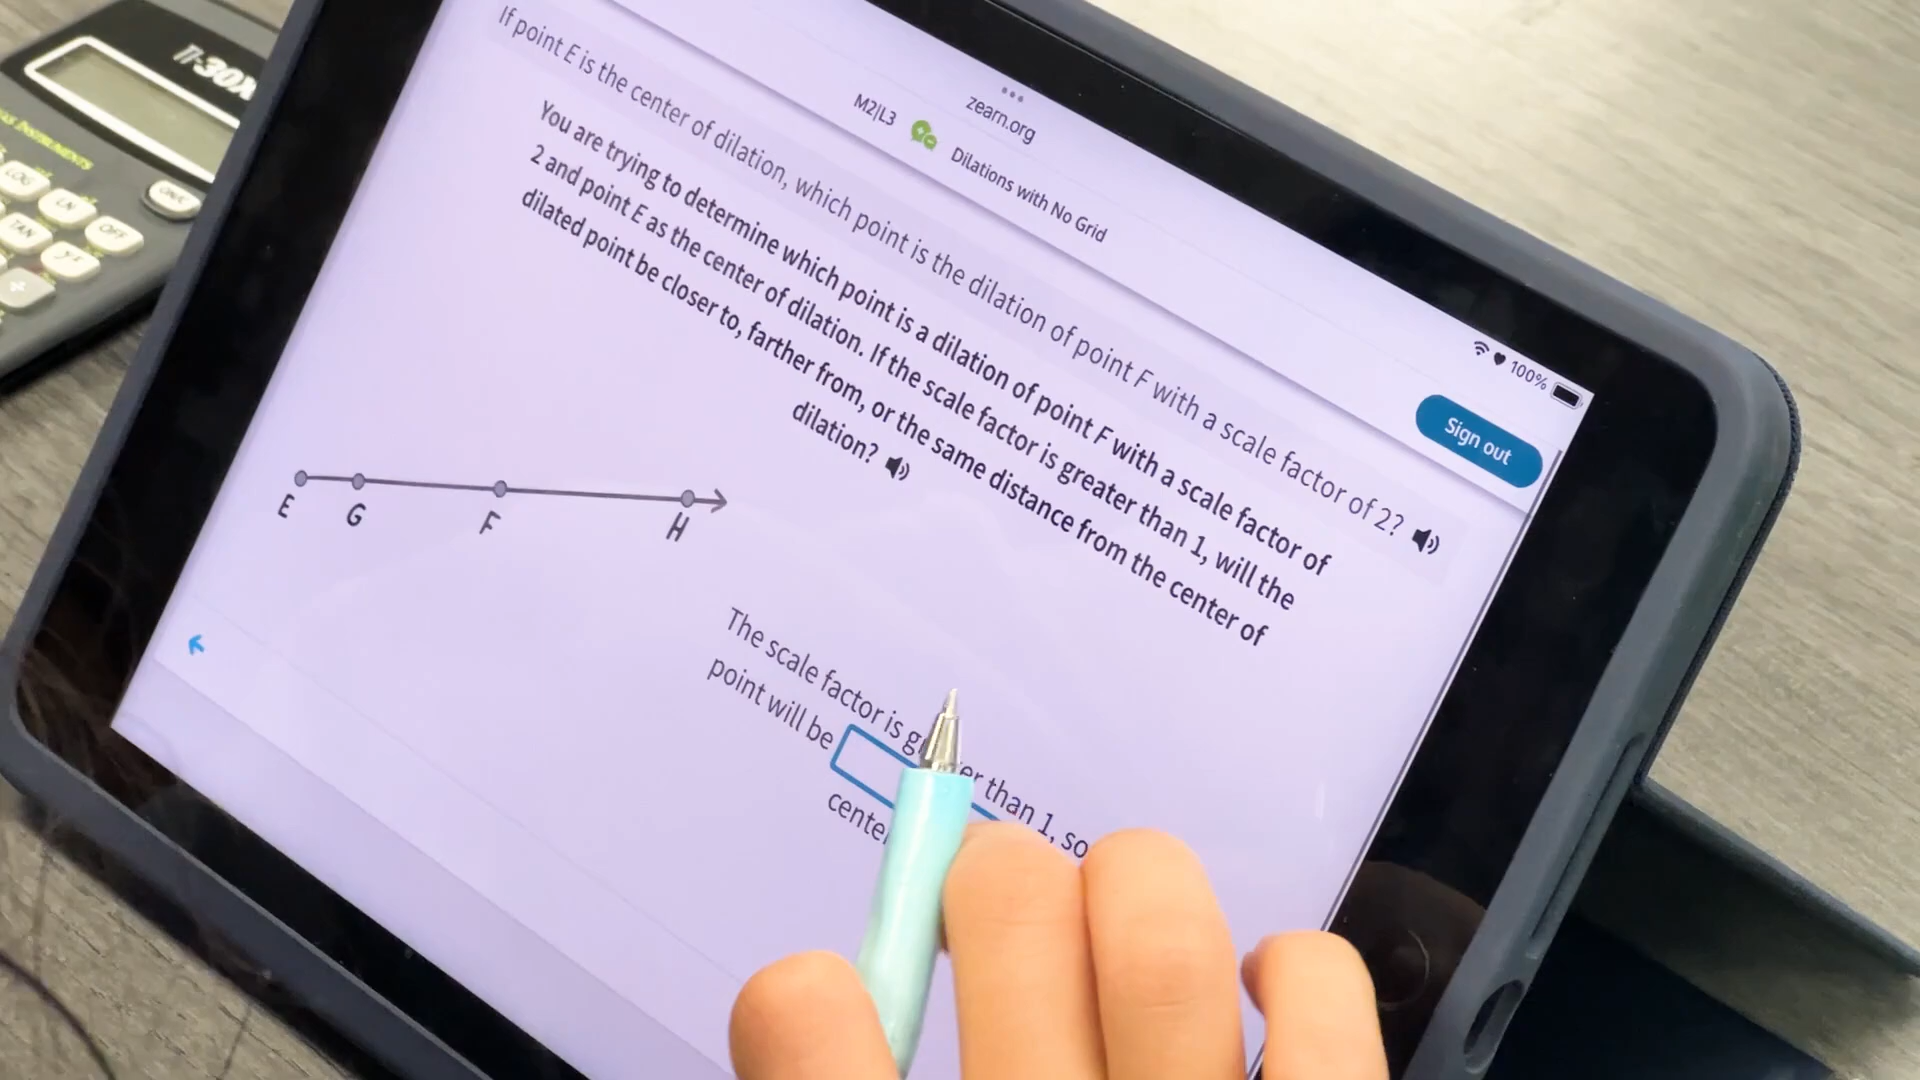 TI-30X
TEXAS INSTRUMENTS
LOG
LN
ON/C
TAN
yx
OFF
+
zearn.org
100%
M2|L3
Dilations with No Grid
Sign out
If point E is the center of dilation, which point is the dilation of point F with a scale factor of 2?
You are trying to determine which point is a dilation of point F with a scale factor of
2 and point E as the center of dilation. If the scale factor is greater than 1, will the
dilated point be closer to, farther from, or the same distance from the center of
dilation?
E
G
F
H
The scale factor is than 1, so
point will be